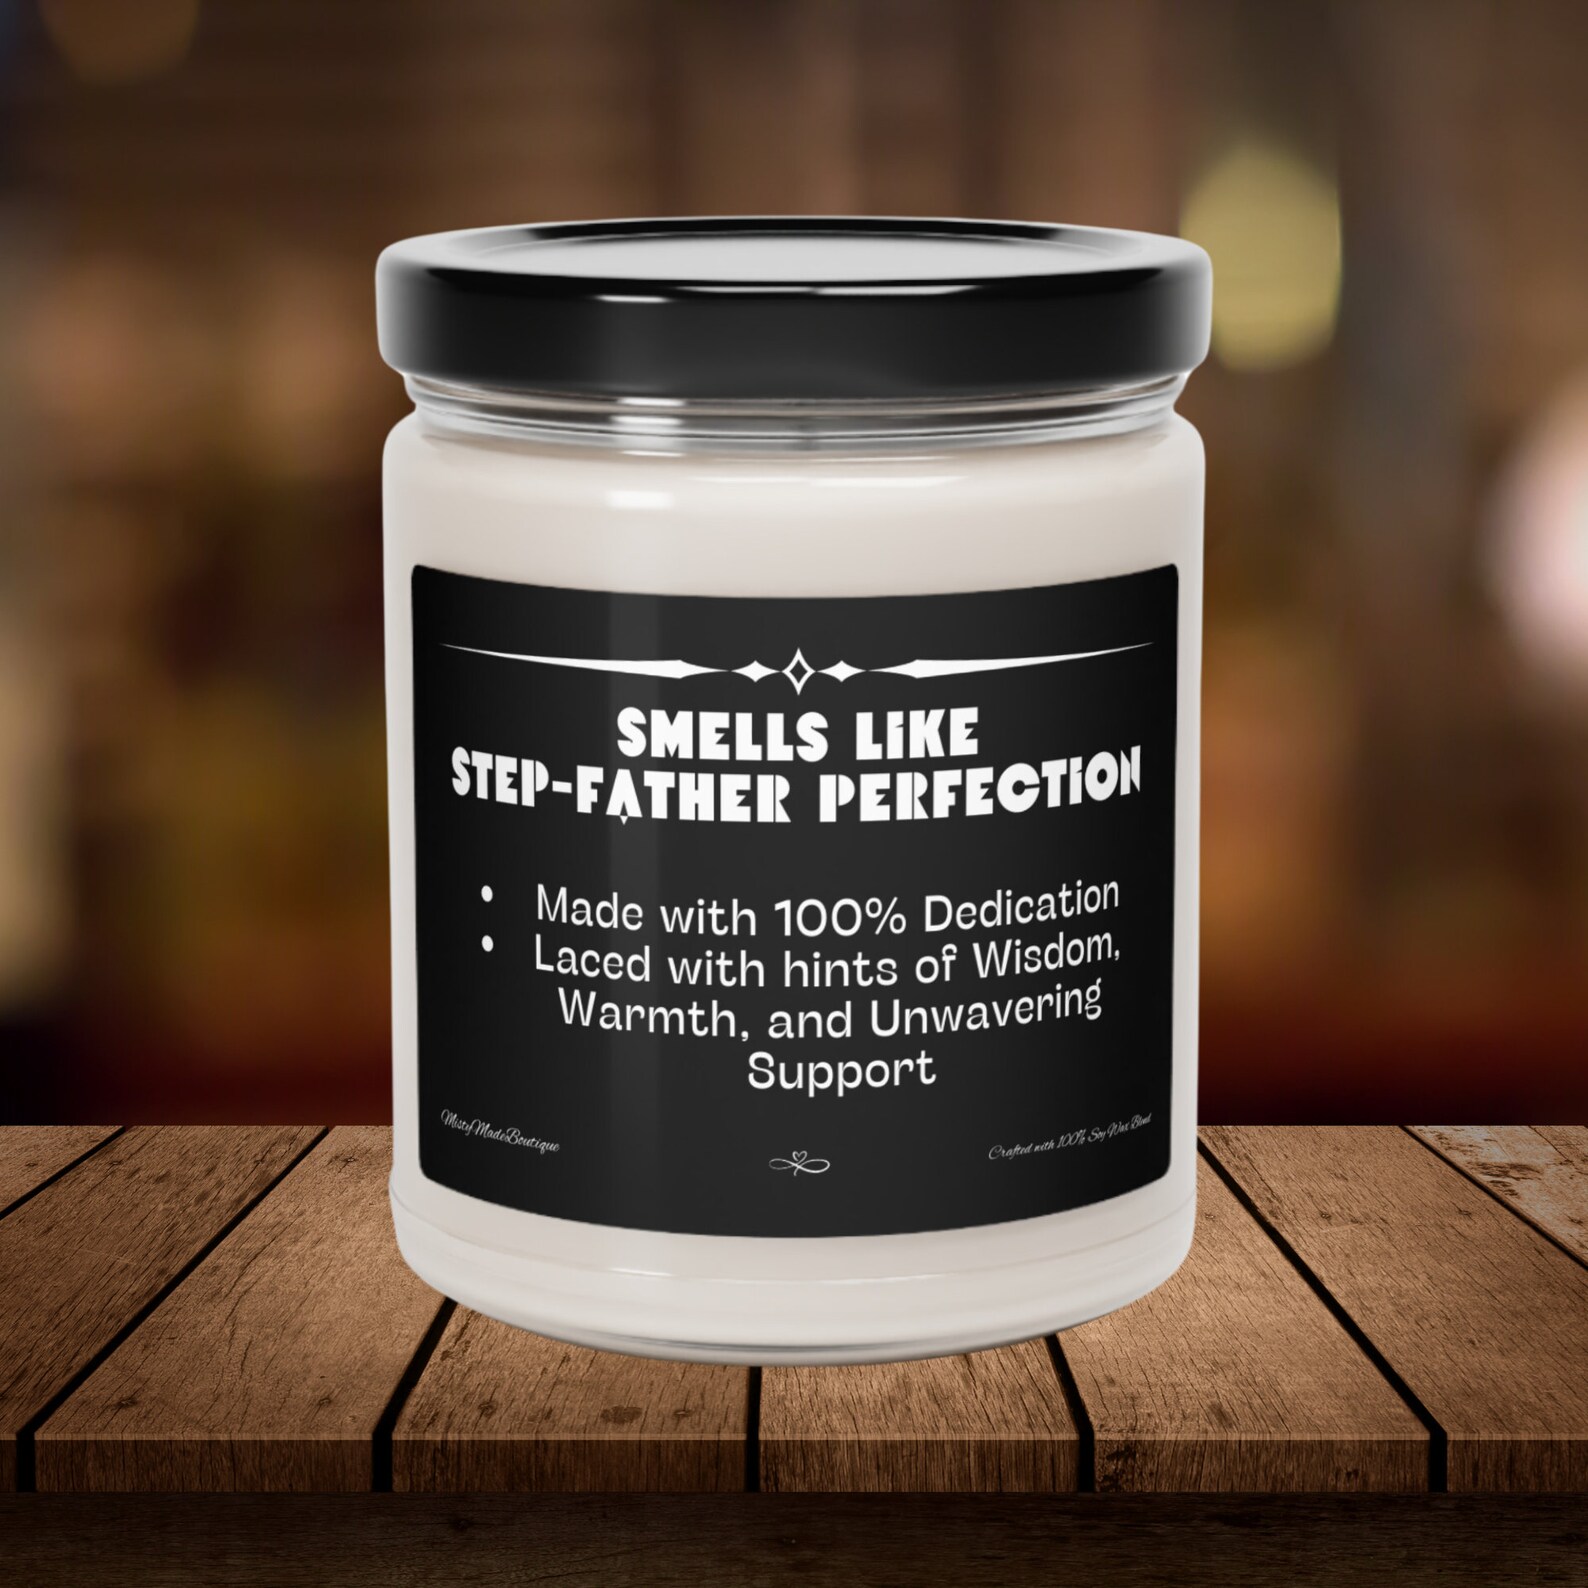 SMELLS LIKE
STEP-FATHER PERFECTION
• Made with 100% Dedication
• Laced with hints of Wisdom,
Warmth, and Unwavering
Support
MistyMadeBoutique
Crafted with 100% Soy Wax Blend